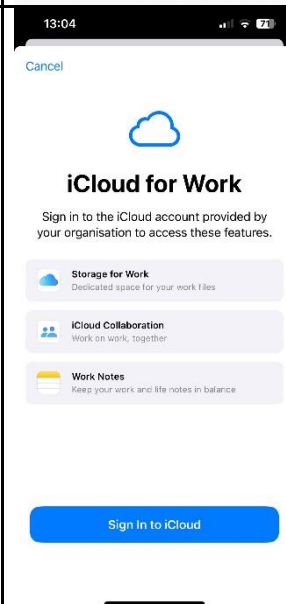 13:04
71
Cancel
iCloud for Work
Sign in to the iCloud account provided by
your organisation to access these features.
Storage for Work
Dedicated space for your work files
iCloud Collaboration
Work on work, together
Work Notes
Keep your work and life notes in balance
Sign In to iCloud